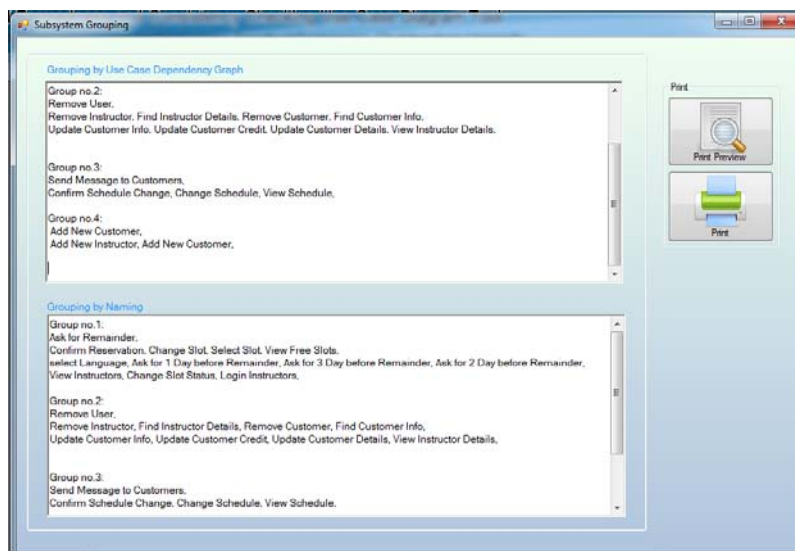 Subsystem Grouping
Grouping by Use Case Dependency Graph
Group no.2:
Remove User,
Remove Instructor, Find Instructor Details, Remove Customer, Find Customer Info,
Update Customer Info, Update Customer Credit, Update Customer Details, View Instructor Details,
Group no.3:
Send Message to Customers,
Confirm Schedule Change, Change Schedule, View Schedule,
Group no.4:
Add New Customer,
Add New Instructor, Add New Customer,
Print
Print Preview
Print
Grouping by Naming
Group no.1:
Ask for Remainder,
Confirm Reservation, Change Slot, Select Slot, View Free Slots,
select Language, Ask for 1 Day before Remainder, Ask for 3 Day before Remainder, Ask for 2 Day before Remainder,
View Instructors, Change Slot Status, Login Instructors,
Group no.2:
Remove User,
Remove Instructor, Find Instructor Details, Remove Customer, Find Customer Info,
Update Customer Info, Update Customer Credit, Update Customer Details, View Instructor Details,
Group no.3:
Send Message to Customers,
Confirm Schedule Change, Change Schedule, View Schedule,